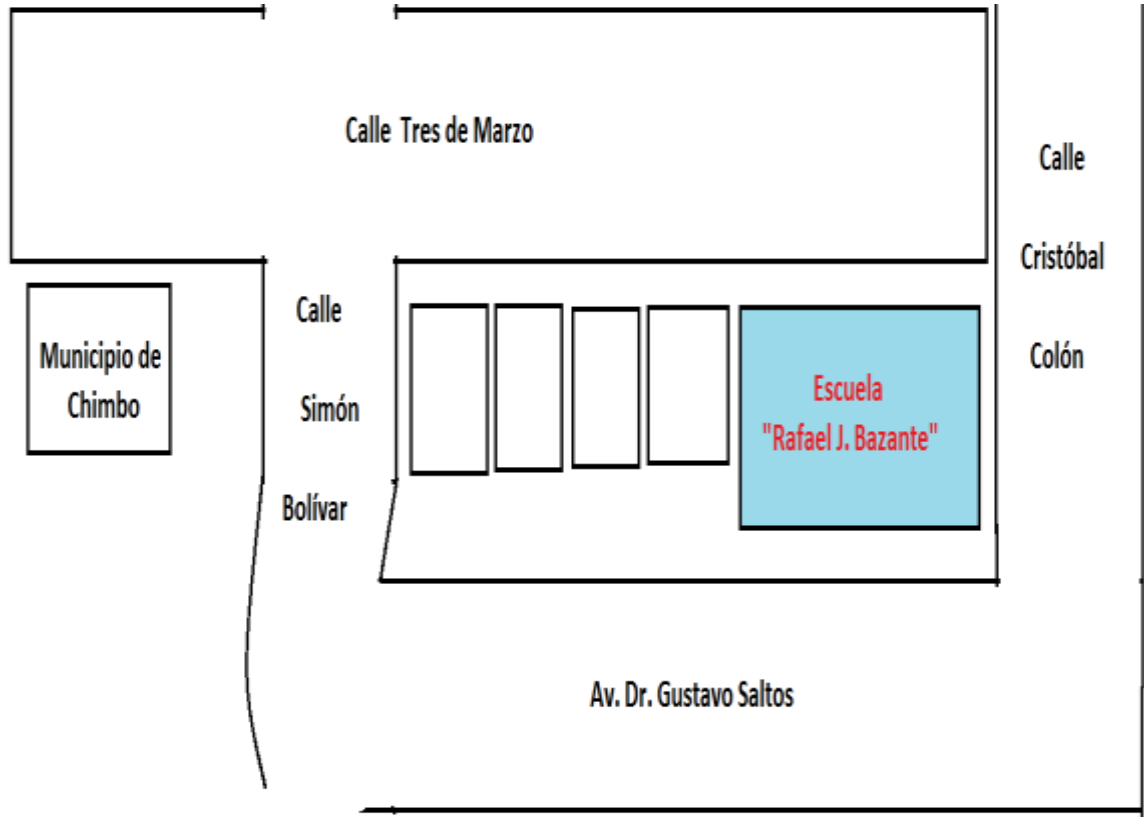 Calle Tres de Marzo
Calle
Cristóbal
Colón
Municipio de
Chimbo
Calle
Simón
Bolívar
Escuela
"Rafael J. Bazante"
Av. Dr. Gustavo Saltos